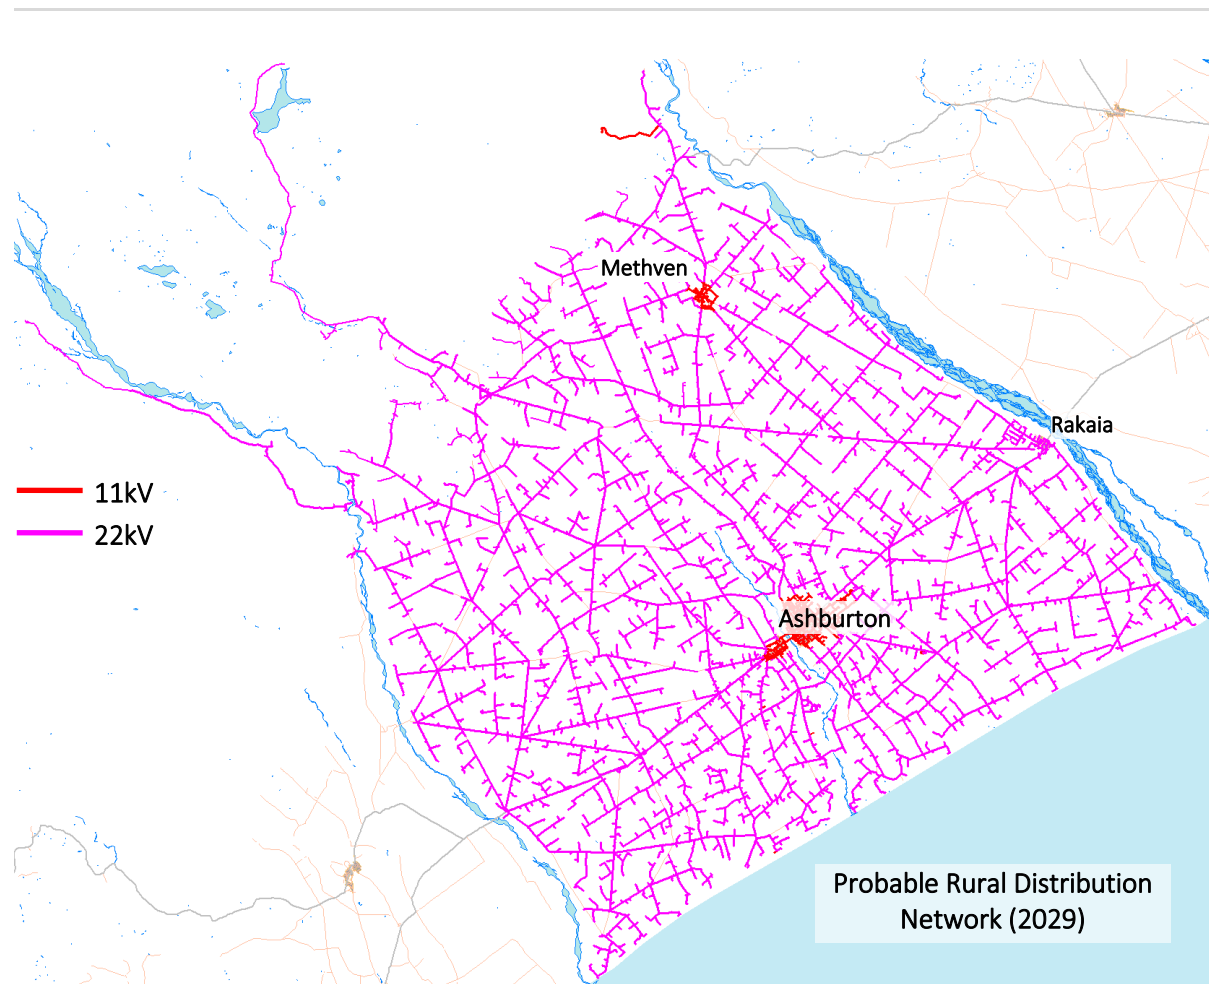 Methven
Rakaia
11kV
22kV
Ashburton
Probable Rural Distribution
Network (2029)